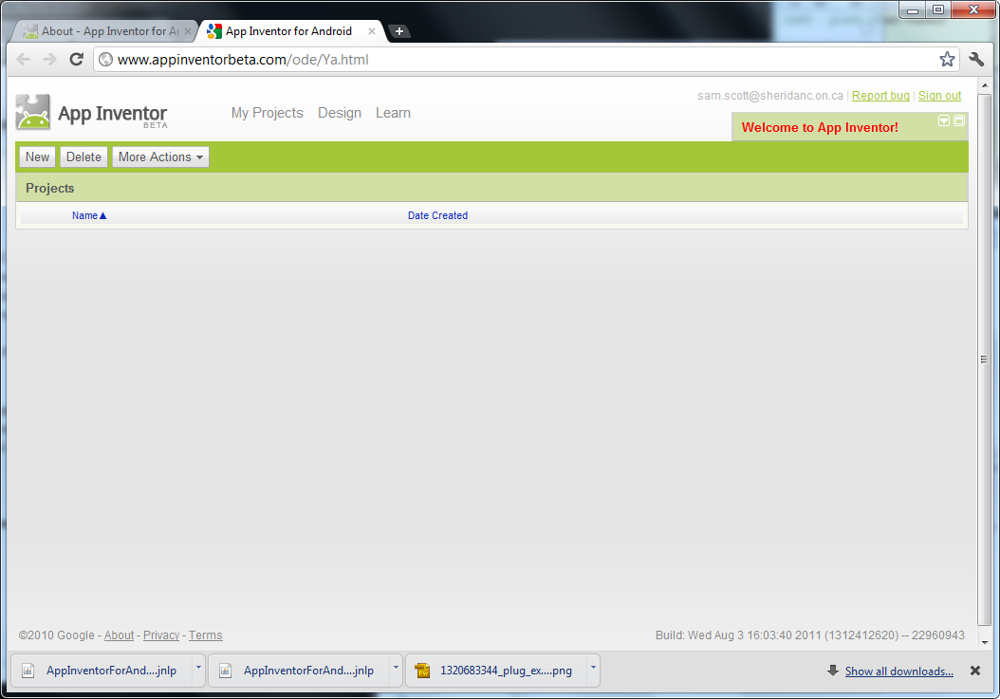 About - App Inventor for A
App Inventor for Android
www.appinventorbeta.com/ode/Ya.html
sam.scott@sheridanc.on.ca | Report bug | Sign out
App Inventor
BETA
My Projects Design Learn
Welcome to App Inventor!
New Delete More Actions
Projects
Name Date Created
©2010 Google - About - Privacy - Terms
Build: Wed Aug 3 16:03:40 2011 (1312412620) -- 22960943
AppInventorForAnd....jnlp
AppInventorForAnd....jnlp
1320683344_plug_ex....png
Show all downloads...